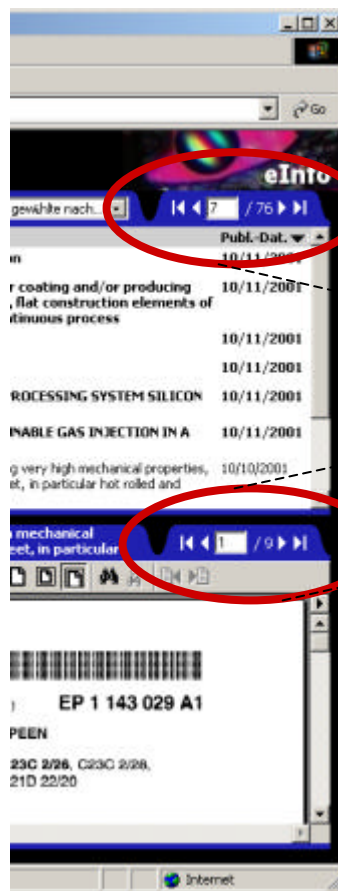 Go
eInfo
gewählte nach... 7 / 76
Publ.-Dat.
n 10/11/2001
r coating and/or producing 10/11/2001
, flat construction elements of
tinuous process
10/11/2001
10/11/2001
ROCESSING SYSTEM SILICON 10/11/2001
NABLE GAS INJECTION IN A 10/11/2001
g very high mechanical properties, 10/10/2001
et, in particular hot rolled and
mechanical
eet, in particular 1 / 9
) EP 1 143 029 A1
PEEN
23C 2/26, C23C 2/28,
21D 22/20
Internet